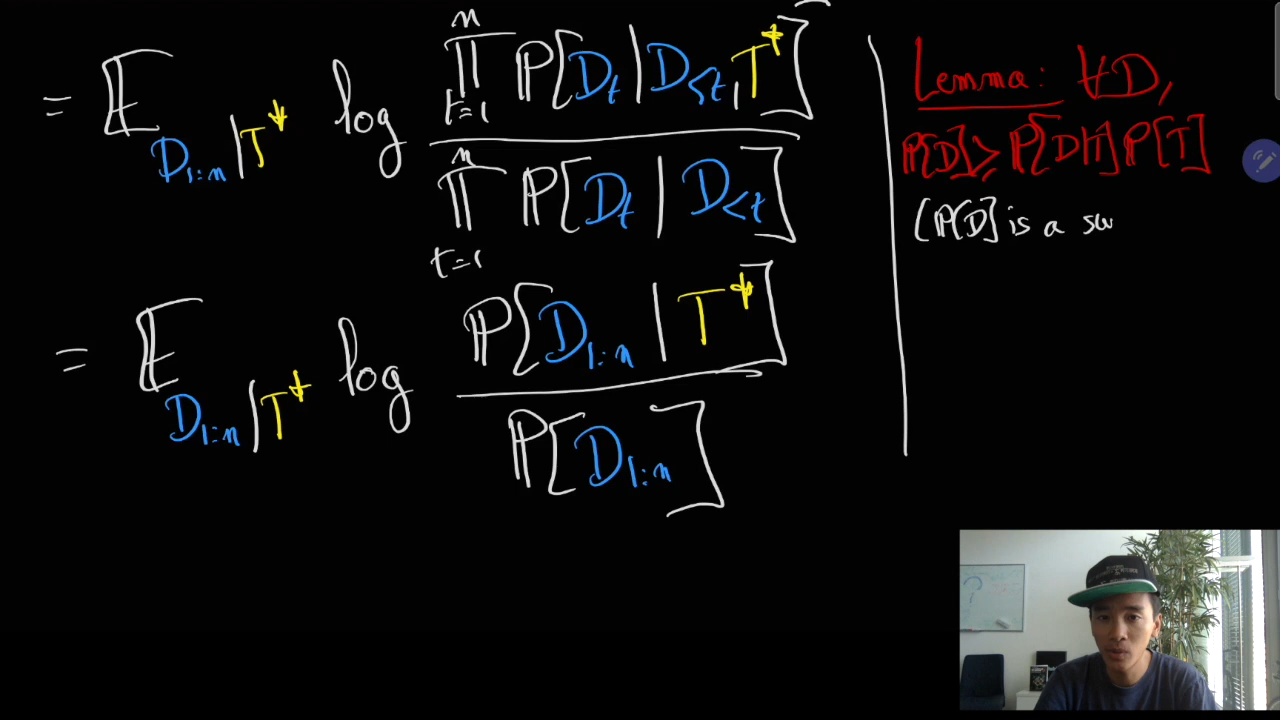 = 𝔼_{D_{1:n}|T*} log ∏_{t=1}^{n} ℙ[D_t | D_{<t}, T*] / ∏_{t=1}^{n} ℙ[D_t | D_{<t}]
= 𝔼_{D_{1:n}|T*} log ℙ[D_{1:n} | T*] / ℙ[D_{1:n}]
Lemma: ∀D,
ℙ[D] ≥ ℙ[D|T] ℙ[T]
(ℙ[D] is a su